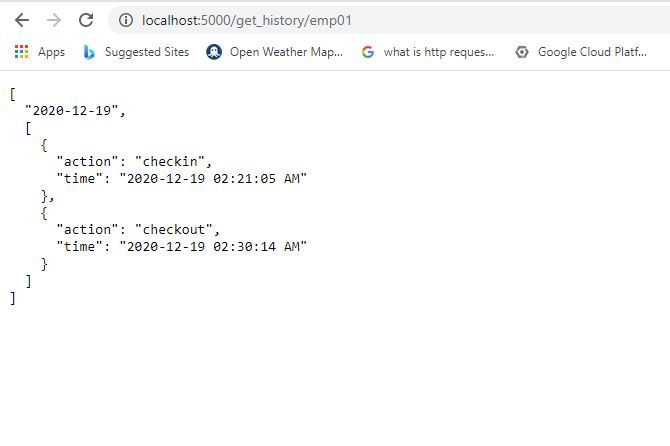 localhost:5000/get_history/emp01
Apps Suggested Sites Open Weather Map... what is http reques... Google Cloud Platf...
[
  "2020-12-19",
  [
    {
      "action": "checkin",
      "time": "2020-12-19 02:21:05 AM"
    },
    {
      "action": "checkout",
      "time": "2020-12-19 02:30:14 AM"
    }
  ]
]